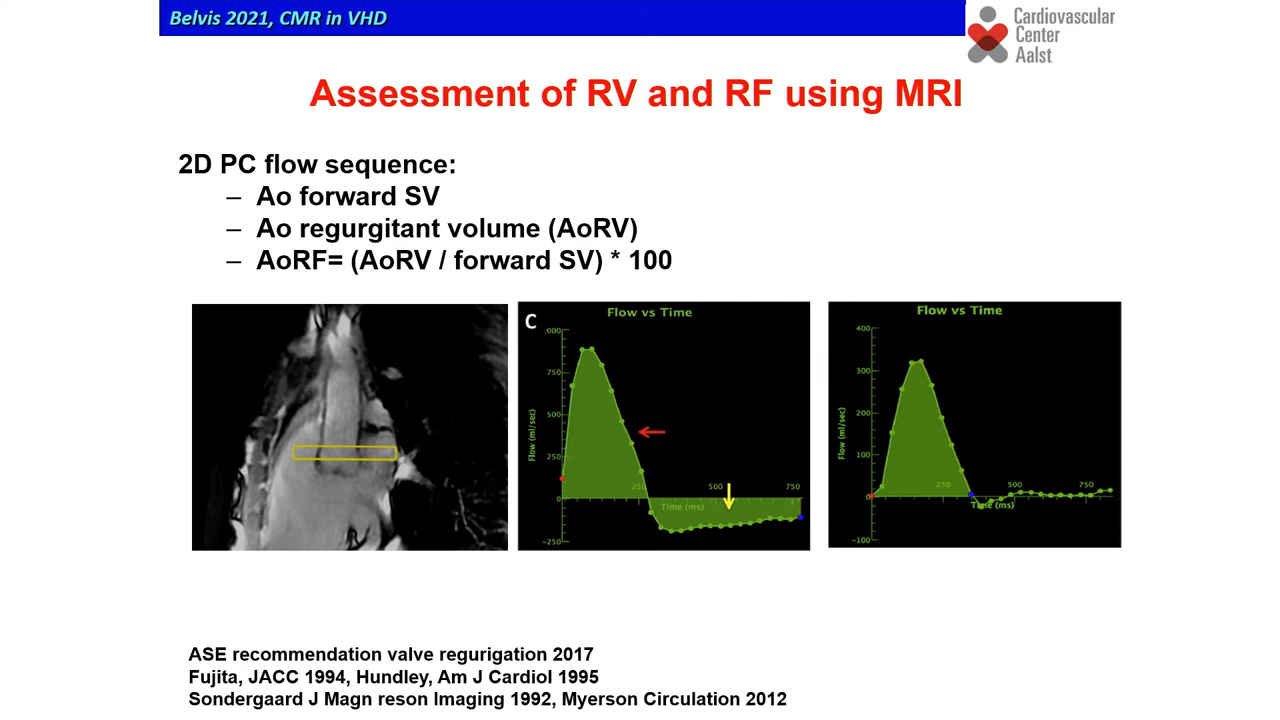 Belvis 2021, CMR in VHD
Cardiovascular
Center
Aalst
Assessment of RV and RF using MRI
2D PC flow sequence:
– Ao forward SV
– Ao regurgitant volume (AoRV)
– AoRF= (AoRV / forward SV) * 100
C
Flow vs Time
,000
750
500
250
0
-250
Flow (ml/sec)
250
500
750
Time (ms)
Flow vs Time
400
300
200
100
0
-100
Flow (ml/sec)
250
500
750
Time (ms)
ASE recommendation valve regurigation 2017
Fujita, JACC 1994, Hundley, Am J Cardiol 1995
Sondergaard J Magn reson Imaging 1992, Myerson Circulation 2012